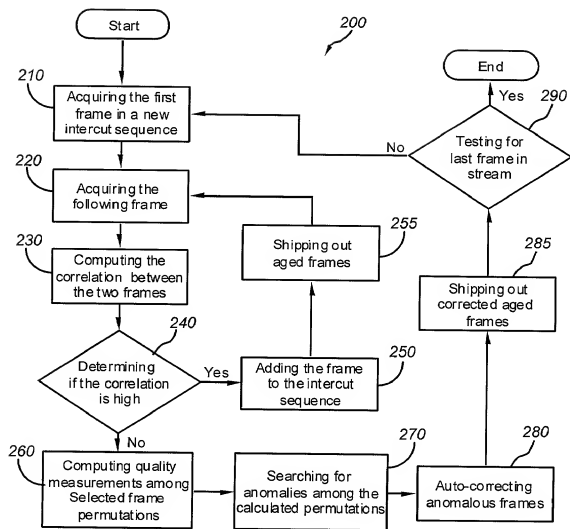 Start
200
210
Acquiring the first
frame in a new
intercut sequence
220
Acquiring the
following frame
230
Computing the
correlation between
the two frames
240
Determining
if the correlation
is high
Yes
No
250
Adding the frame
to the intercut
sequence
255
Shipping out
aged frames
260
Computing quality
measurements among
Selected frame
permutations
270
Searching for
anomalies among the
calculated permutations
280
Auto-correcting
anomalous frames
285
Shipping out
corrected aged
frames
290
Testing for
last frame in
stream
No
Yes
End